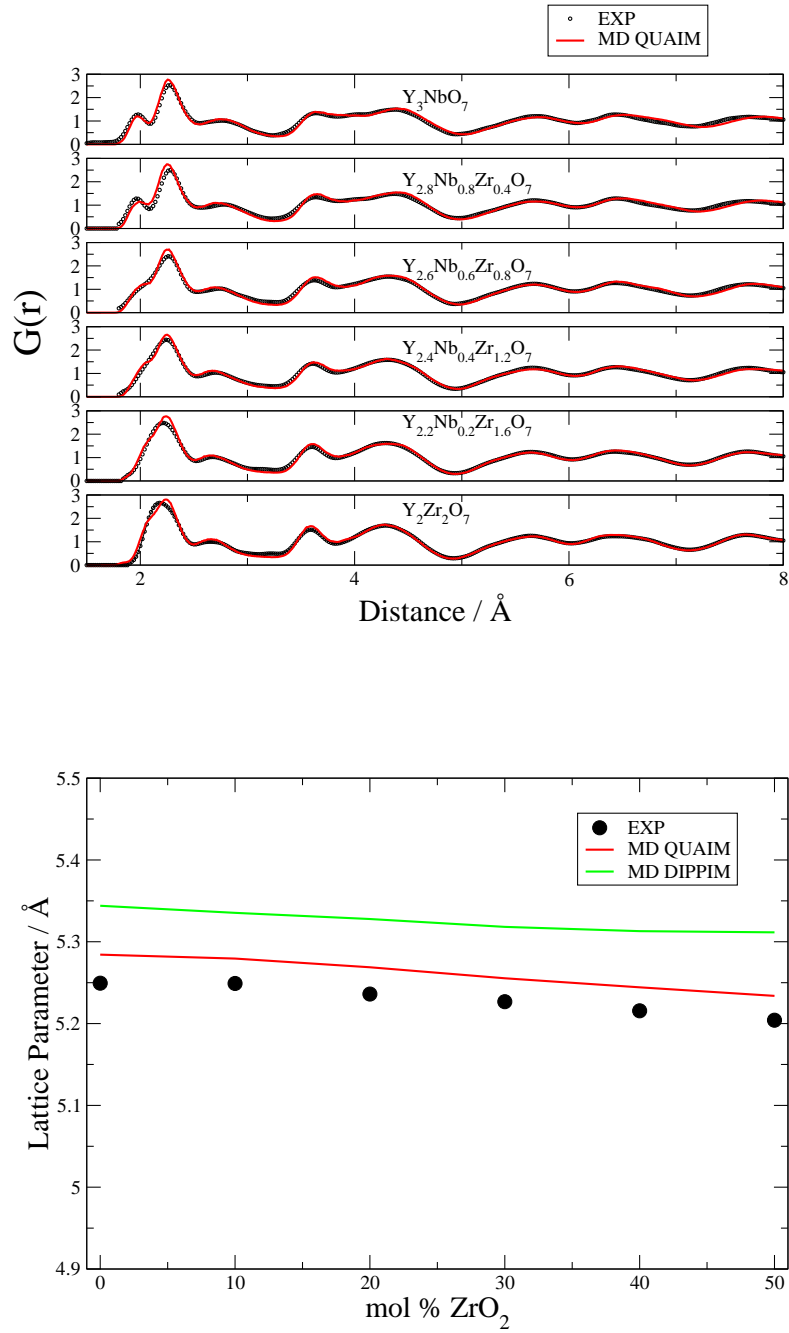 EXP
MD QUAIM
G(r)
3
2
1
0
Y3NbO7
3
2
1
0
Y2.8Nb0.8Zr0.4O7
3
2
1
0
Y2.6Nb0.6Zr0.8O7
3
2
1
0
Y2.4Nb0.4Zr1.2O7
3
2
1
0
Y2.2Nb0.2Zr1.6O7
3
2
1
0
Y2Zr2O7
2 4 6 8
Distance / Å
5.5
5.4
5.3
5.2
5.1
5
4.9
Lattice Parameter / Å
EXP
MD QUAIM
MD DIPPIM
0 10 20 30 40 50
mol % ZrO2